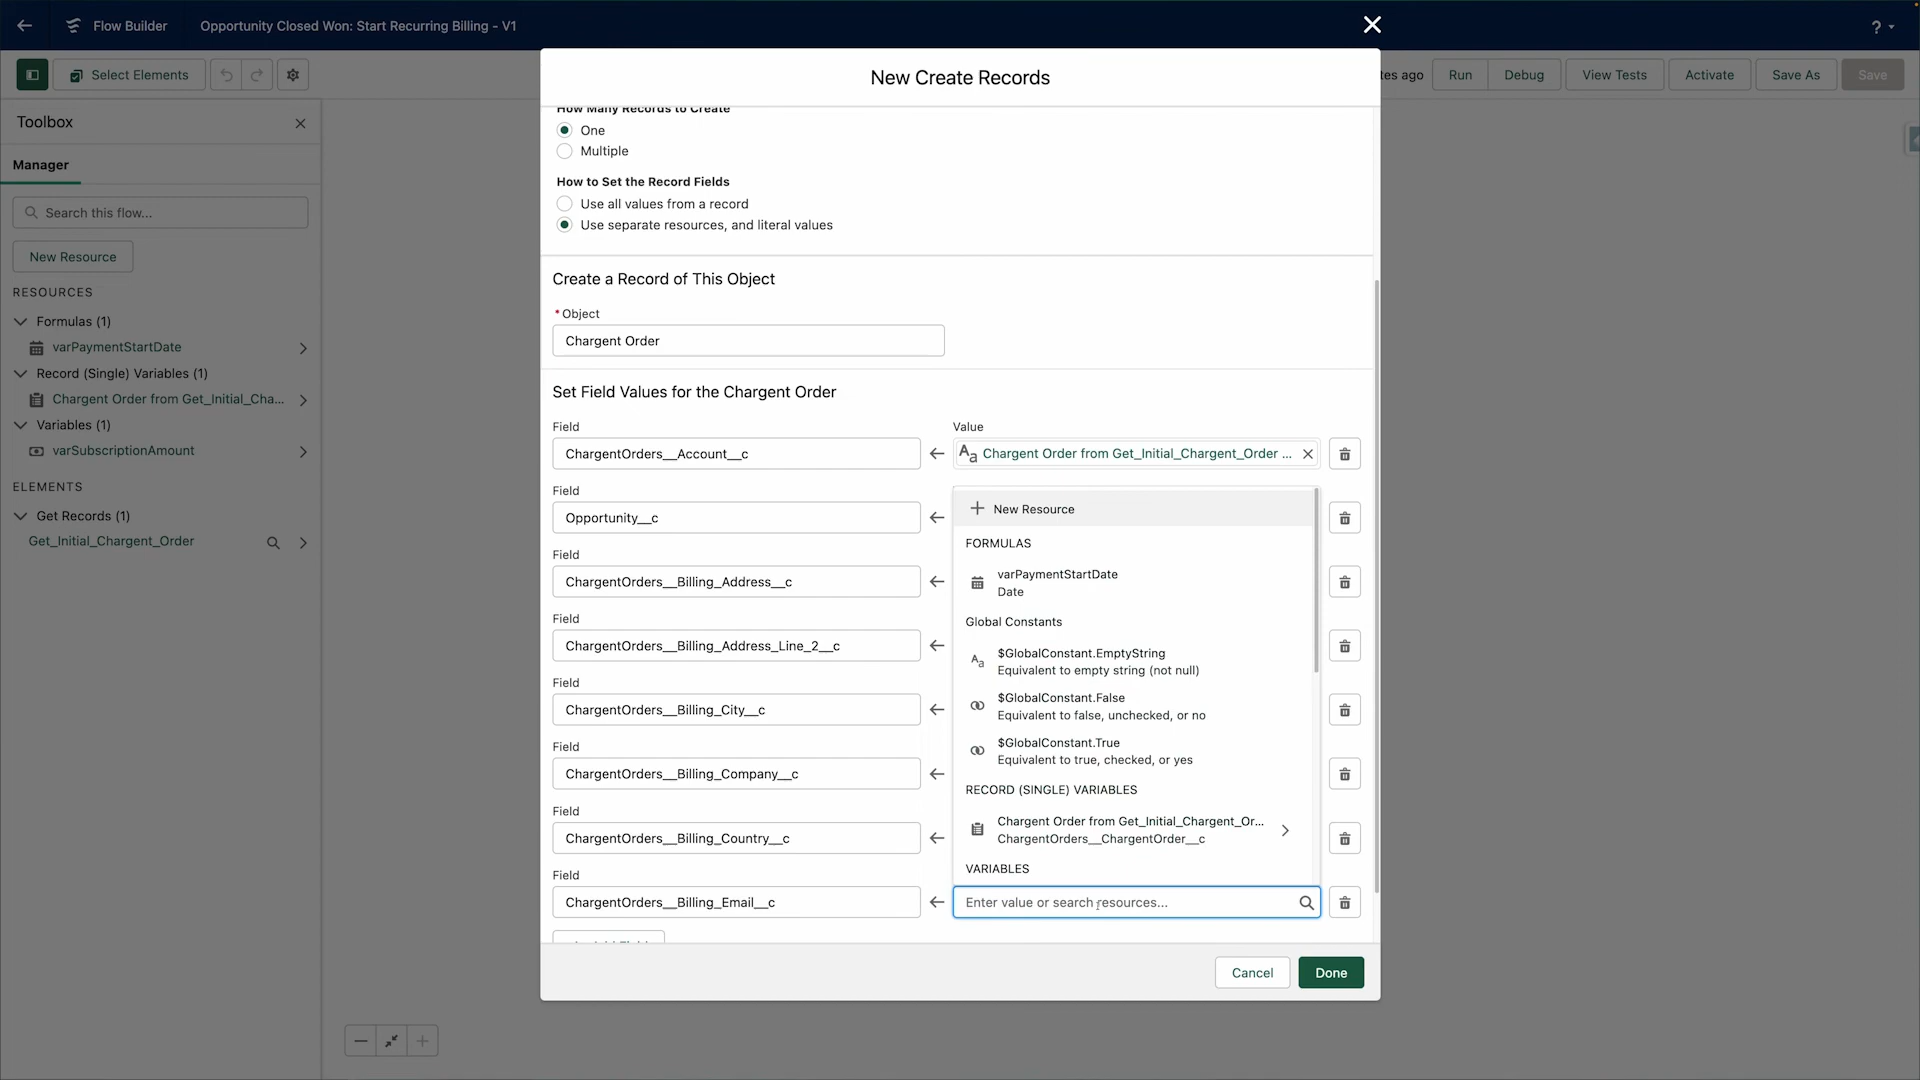 Flow Builder
Opportunity Closed Won: Start Recurring Billing - V1
?
Select Elements
tes ago
Run
Debug
View Tests
Activate
Save As
Save
Toolbox
Manager
Search this flow...
New Resource
RESOURCES
Formulas (1)
varPaymentStartDate
Record (Single) Variables (1)
Chargent Order from Get_Initial_Cha...
Variables (1)
varSubscriptionAmount
ELEMENTS
Get Records (1)
Get_Initial_Chargent_Order
New Create Records
How Many Records to Create
One
Multiple
How to Set the Record Fields
Use all values from a record
Use separate resources, and literal values
Create a Record of This Object
* Object
Chargent Order
Set Field Values for the Chargent Order
Field
Value
ChargentOrders__Account__c
Aa Chargent Order from Get_Initial_Chargent_Order ...
Field
Opportunity__c
Field
ChargentOrders__Billing_Address__c
Field
ChargentOrders__Billing_Address_Line_2__c
Field
ChargentOrders__Billing_City__c
Field
ChargentOrders__Billing_Company__c
Field
ChargentOrders__Billing_Country__c
Field
ChargentOrders__Billing_Email__c
New Resource
FORMULAS
varPaymentStartDate
Date
Global Constants
Aa $GlobalConstant.EmptyString
Equivalent to empty string (not null)
$GlobalConstant.False
Equivalent to false, unchecked, or no
$GlobalConstant.True
Equivalent to true, checked, or yes
RECORD (SINGLE) VARIABLES
Chargent Order from Get_Initial_Chargent_Or...
ChargentOrders__ChargentOrder__c
VARIABLES
Enter value or search resources...
Cancel
Done